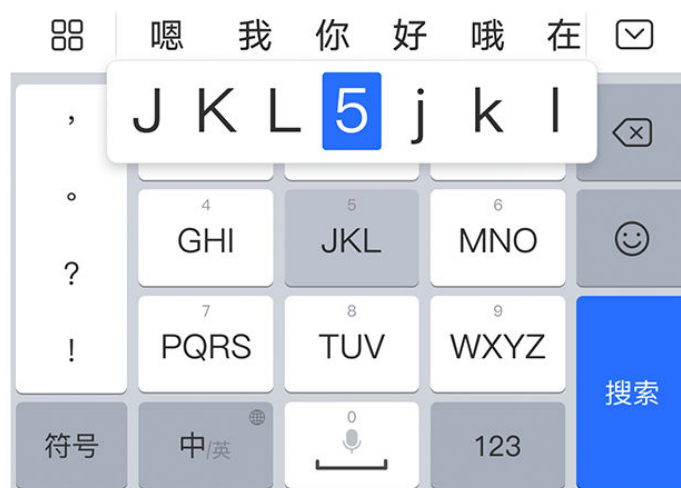 嗯 我 你 好 哦 在
J K L 5 j k l
，
。
4 5 6
GHI JKL MNO
?
7 8 9
PQRS TUV WXYZ
!
搜索
0
符号 中/英 123